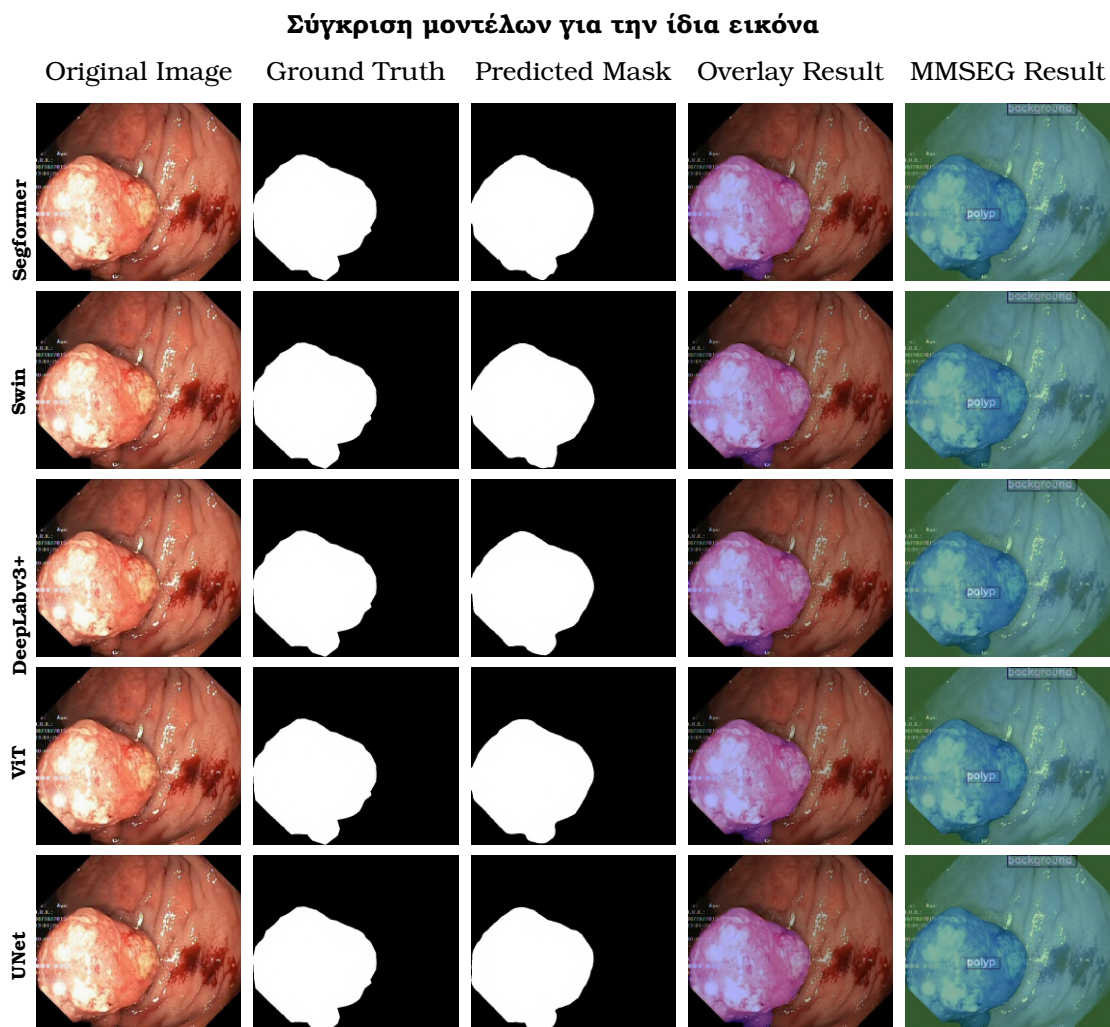 Σύγκριση μοντέλων για την ίδια εικόνα
Original Image Ground Truth Predicted Mask Overlay Result MMSEG Result
Segformer
background
polyp
Swin
background
polyp
DeepLabv3+
background
polyp
ViT
background
polyp
UNet
background
polyp